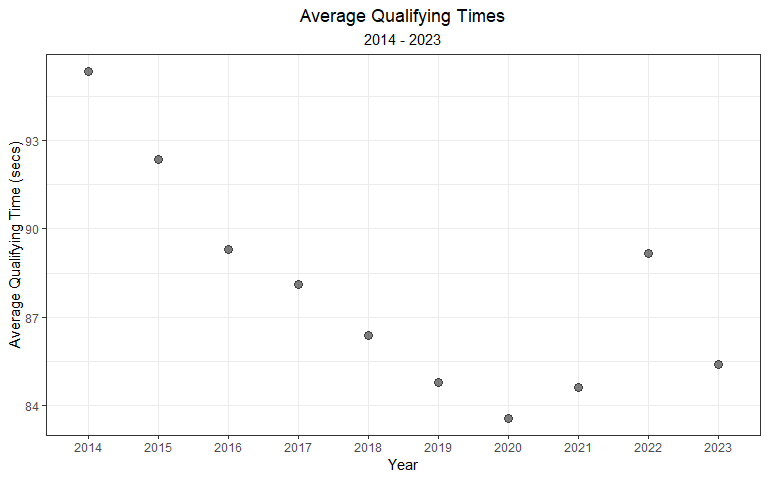 Average Qualifying Times
2014 - 2023
Average Qualifying Time (secs)
93
90
87
84
2014 2015 2016 2017 2018 2019 2020 2021 2022 2023
Year